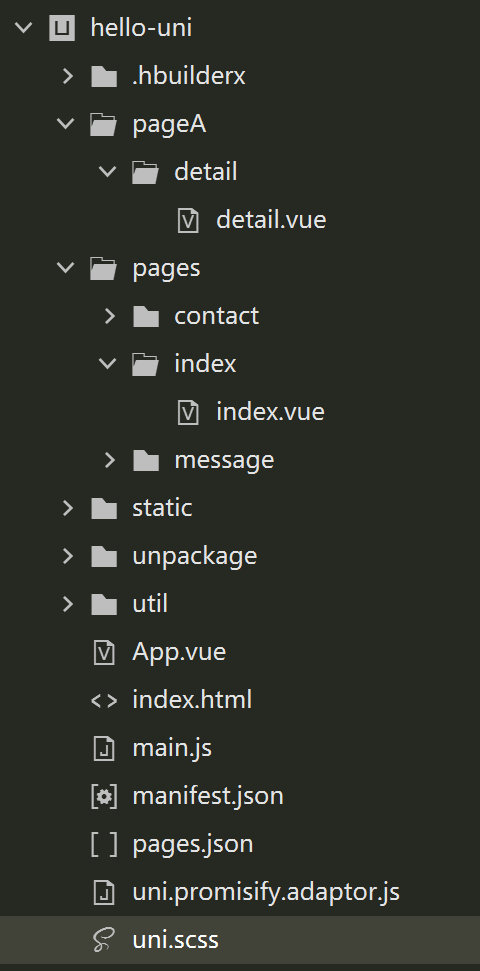 hello-uni
.hbuilderx
pageA
detail
detail.vue
pages
contact
index
index.vue
message
static
unpackage
util
App.vue
index.html
main.js
manifest.json
pages.json
uni.promisify.adaptor.js
uni.scss